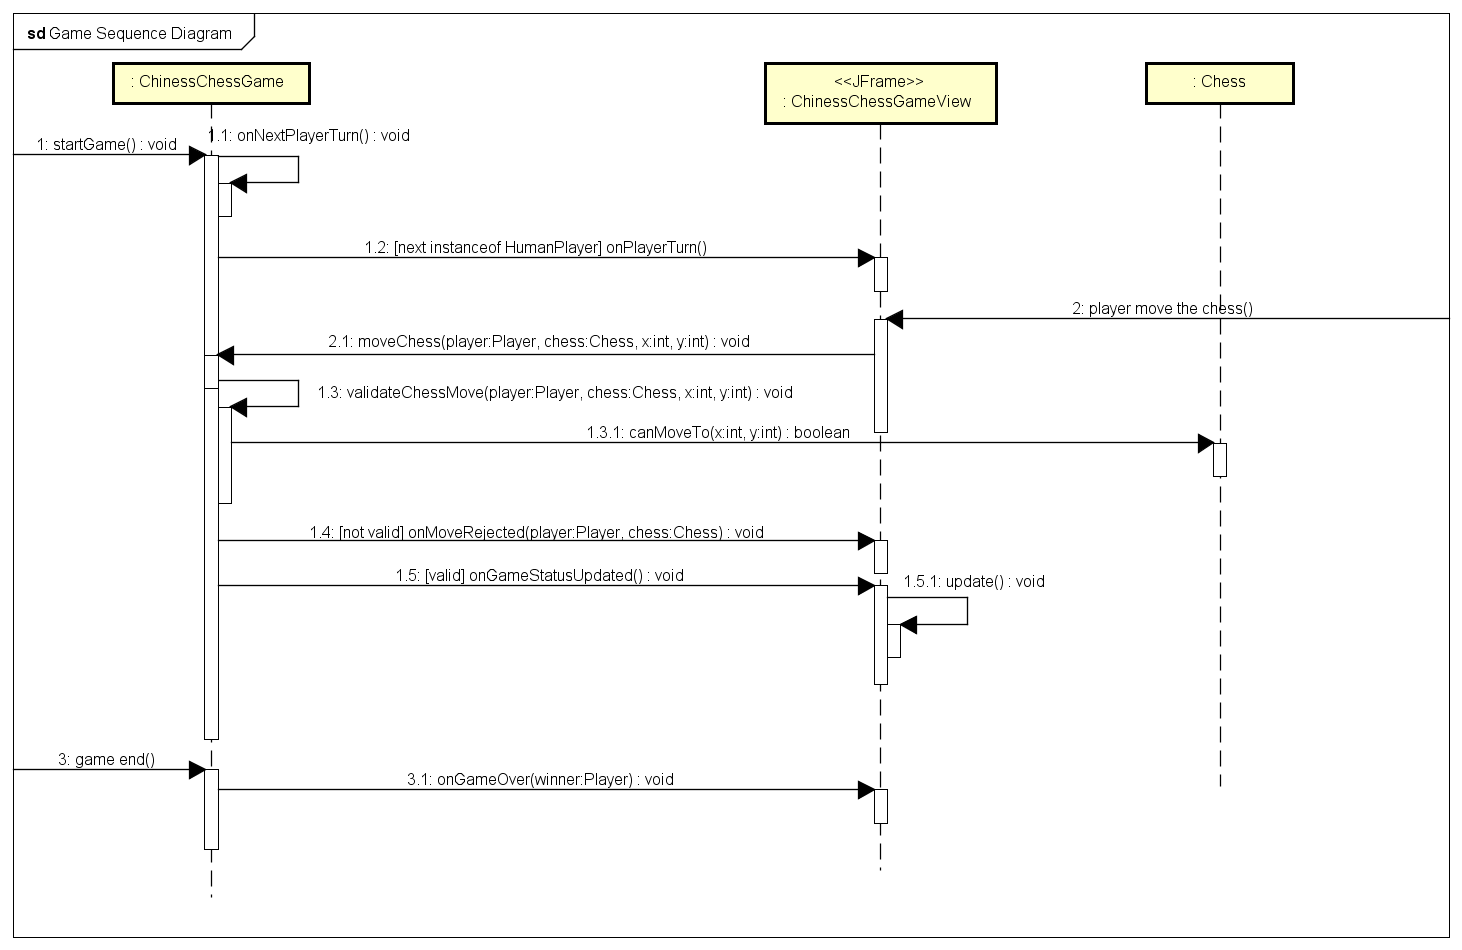 sd Game Sequence Diagram
: ChinessChessGame
<<JFrame>>
: ChinessChessGameView
: Chess
1.1: onNextPlayerTurn() : void
1: startGame() : void
1.2: [next instanceof HumanPlayer] onPlayerTurn()
2: player move the chess()
2.1: moveChess(player:Player, chess:Chess, x:int, y:int) : void
1.3: validateChessMove(player:Player, chess:Chess, x:int, y:int) : void
1.3.1: canMoveTo(x:int, y:int) : boolean
1.4: [not valid] onMoveRejected(player:Player, chess:Chess) : void
1.5: [valid] onGameStatusUpdated() : void
1.5.1: update() : void
3: game end()
3.1: onGameOver(winner:Player) : void